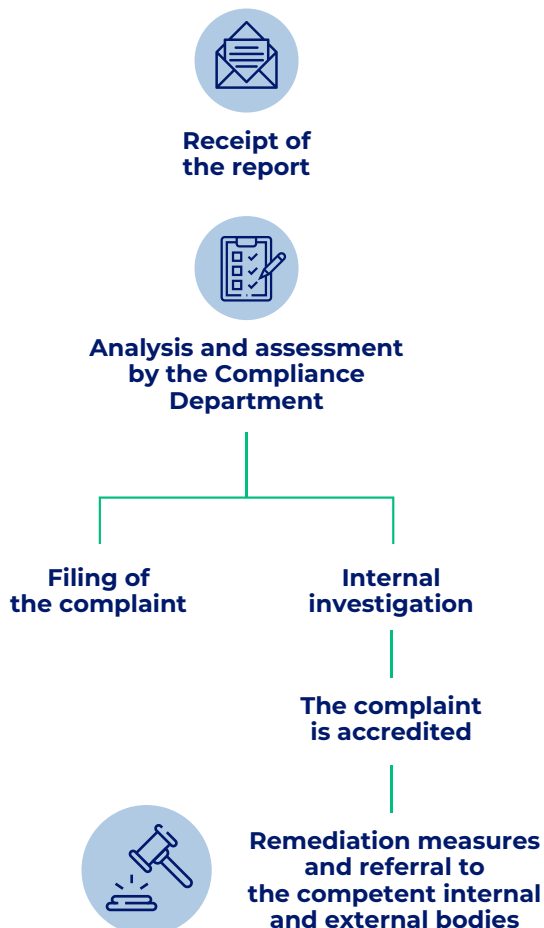 Receipt of
the report
Analysis and assessment
by the Compliance
Department
Filing of
the complaint
Internal
investigation
The complaint
is accredited
Remediation measures
and referral to
the competent internal
and external bodies